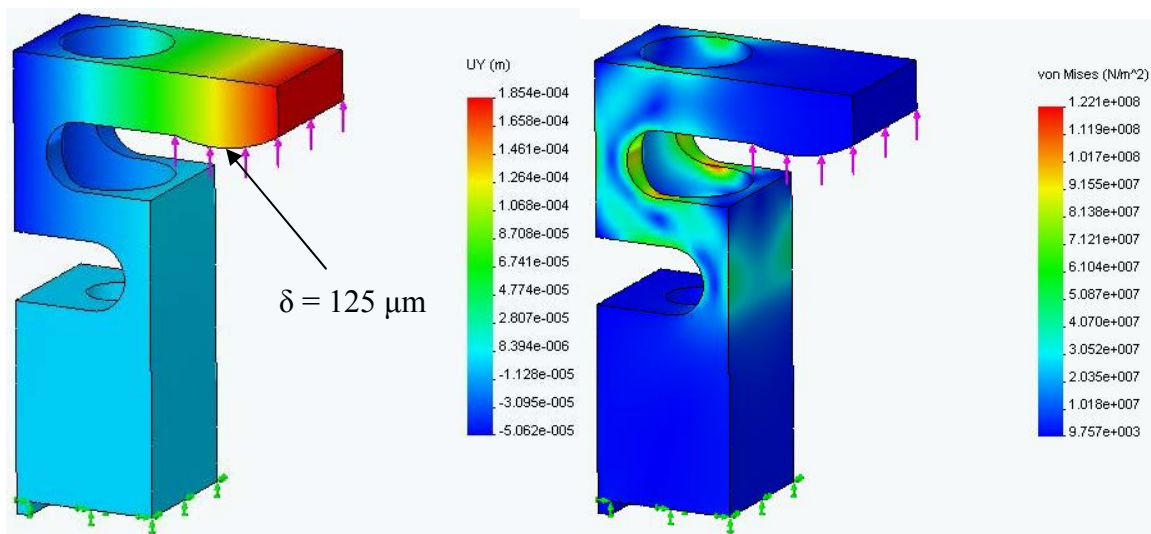 UY (m)
1.854e-004
1.658e-004
1.461e-004
1.264e-004
1.068e-004
8.708e-005
6.741e-005
4.774e-005
2.807e-005
8.394e-006
-1.128e-005
-3.095e-005
-5.062e-005
δ = 125 μm
von Mises (N/m^2)
1.221e+008
1.119e+008
1.017e+008
9.155e+007
8.138e+007
7.121e+007
6.104e+007
5.087e+007
4.070e+007
3.052e+007
2.035e+007
1.018e+007
9.757e+003